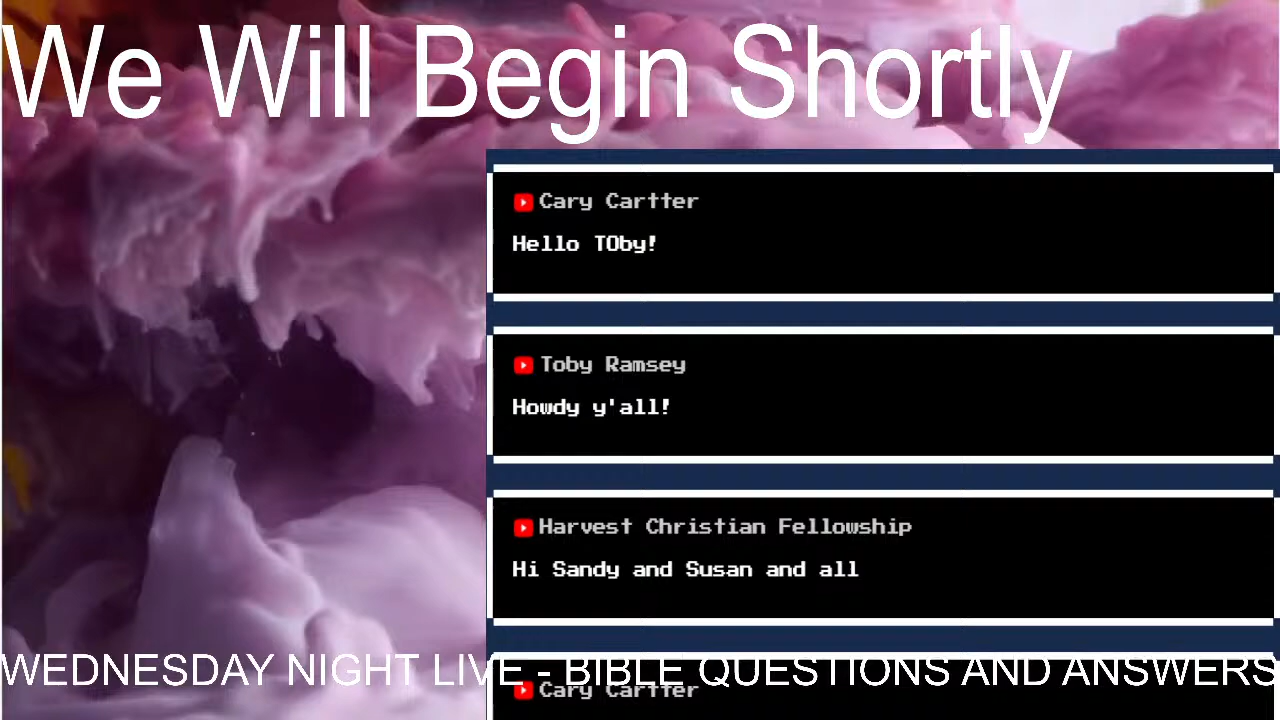 We Will Begin Shortly
Cary Cartter
Hello TOby!
Toby Ramsey
Howdy y'all!
Harvest Christian Fellowship
Hi Sandy and Susan and all
WEDNESDAY NIGHT LIVE - BIBLE QUESTIONS AND ANSWERS
Cary Cartter